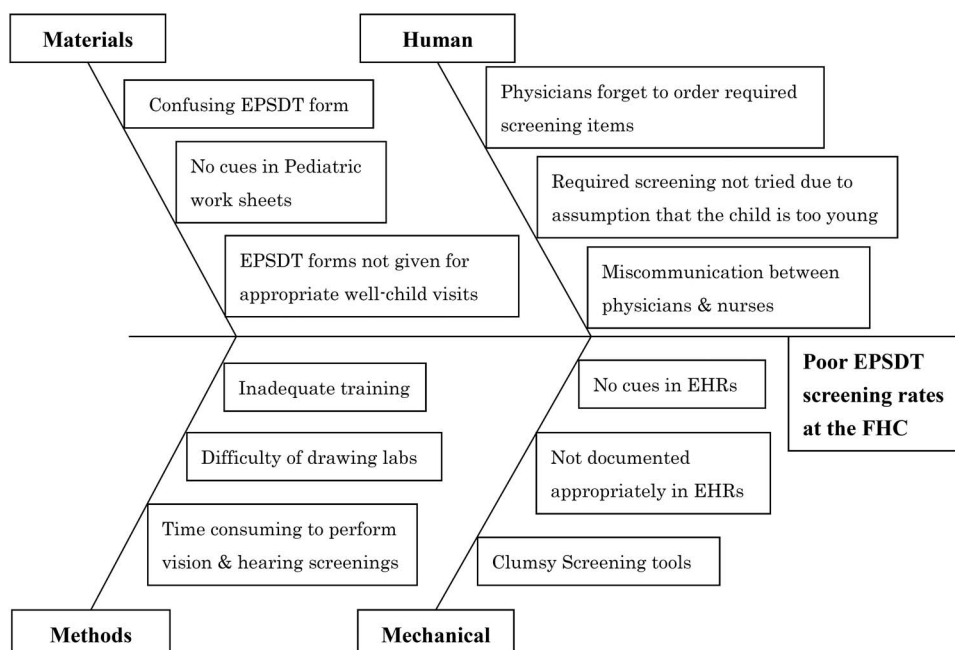 Materials
Human
Confusing EPSDT form
No cues in Pediatric
work sheets
EPSDT forms not given for
appropriate well-child visits
Physicians forget to order required
screening items
Required screening not tried due to
assumption that the child is too young
Miscommunication between
physicians & nurses
Poor EPSDT
screening rates
at the FHC
Inadequate training
Difficulty of drawing labs
Time consuming to perform
vision & hearing screenings
No cues in EHRs
Not documented
appropriately in EHRs
Clumsy Screening tools
Methods
Mechanical